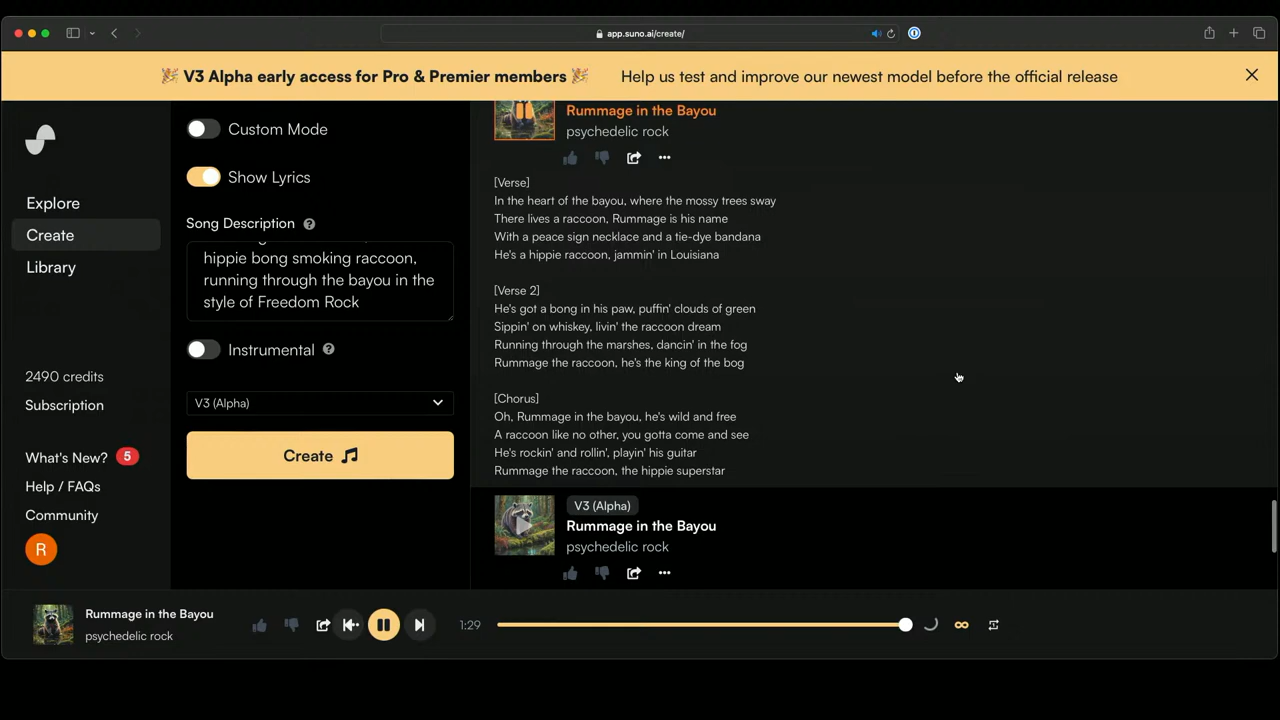 app.suno.ai/create/
V3 Alpha early access for Pro & Premier members
Help us test and improve our newest model before the official release
Explore
Create
Library
2490 credits
Subscription
What's New?
5
Help / FAQs
Community
R
Custom Mode
Show Lyrics
Song Description
?
hippie bong smoking raccoon,
running through the bayou in the
style of Freedom Rock
Instrumental
?
V3 (Alpha)
Create
Rummage in the Bayou
psychedelic rock
[Verse]
In the heart of the bayou, where the mossy trees sway
There lives a raccoon, Rummage is his name
With a peace sign necklace and a tie-dye bandana
He's a hippie raccoon, jammin' in Louisiana
[Verse 2]
He's got a bong in his paw, puffin' clouds of green
Sippin' on whiskey, livin' the raccoon dream
Running through the marshes, dancin' in the fog
Rummage the raccoon, he's the king of the bog
[Chorus]
Oh, Rummage in the bayou, he's wild and free
A raccoon like no other, you gotta come and see
He's rockin' and rollin', playin' his guitar
Rummage the raccoon, the hippie superstar
V3 (Alpha)
Rummage in the Bayou
psychedelic rock
Rummage in the Bayou
psychedelic rock
1:29